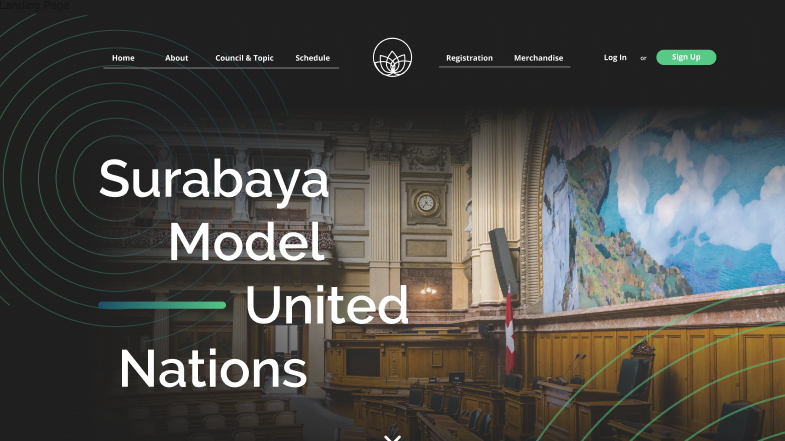 Landing Page
Home About Council & Topic Schedule Registration Merchandise Log In or Sign Up
Surabaya
Model
United
Nations